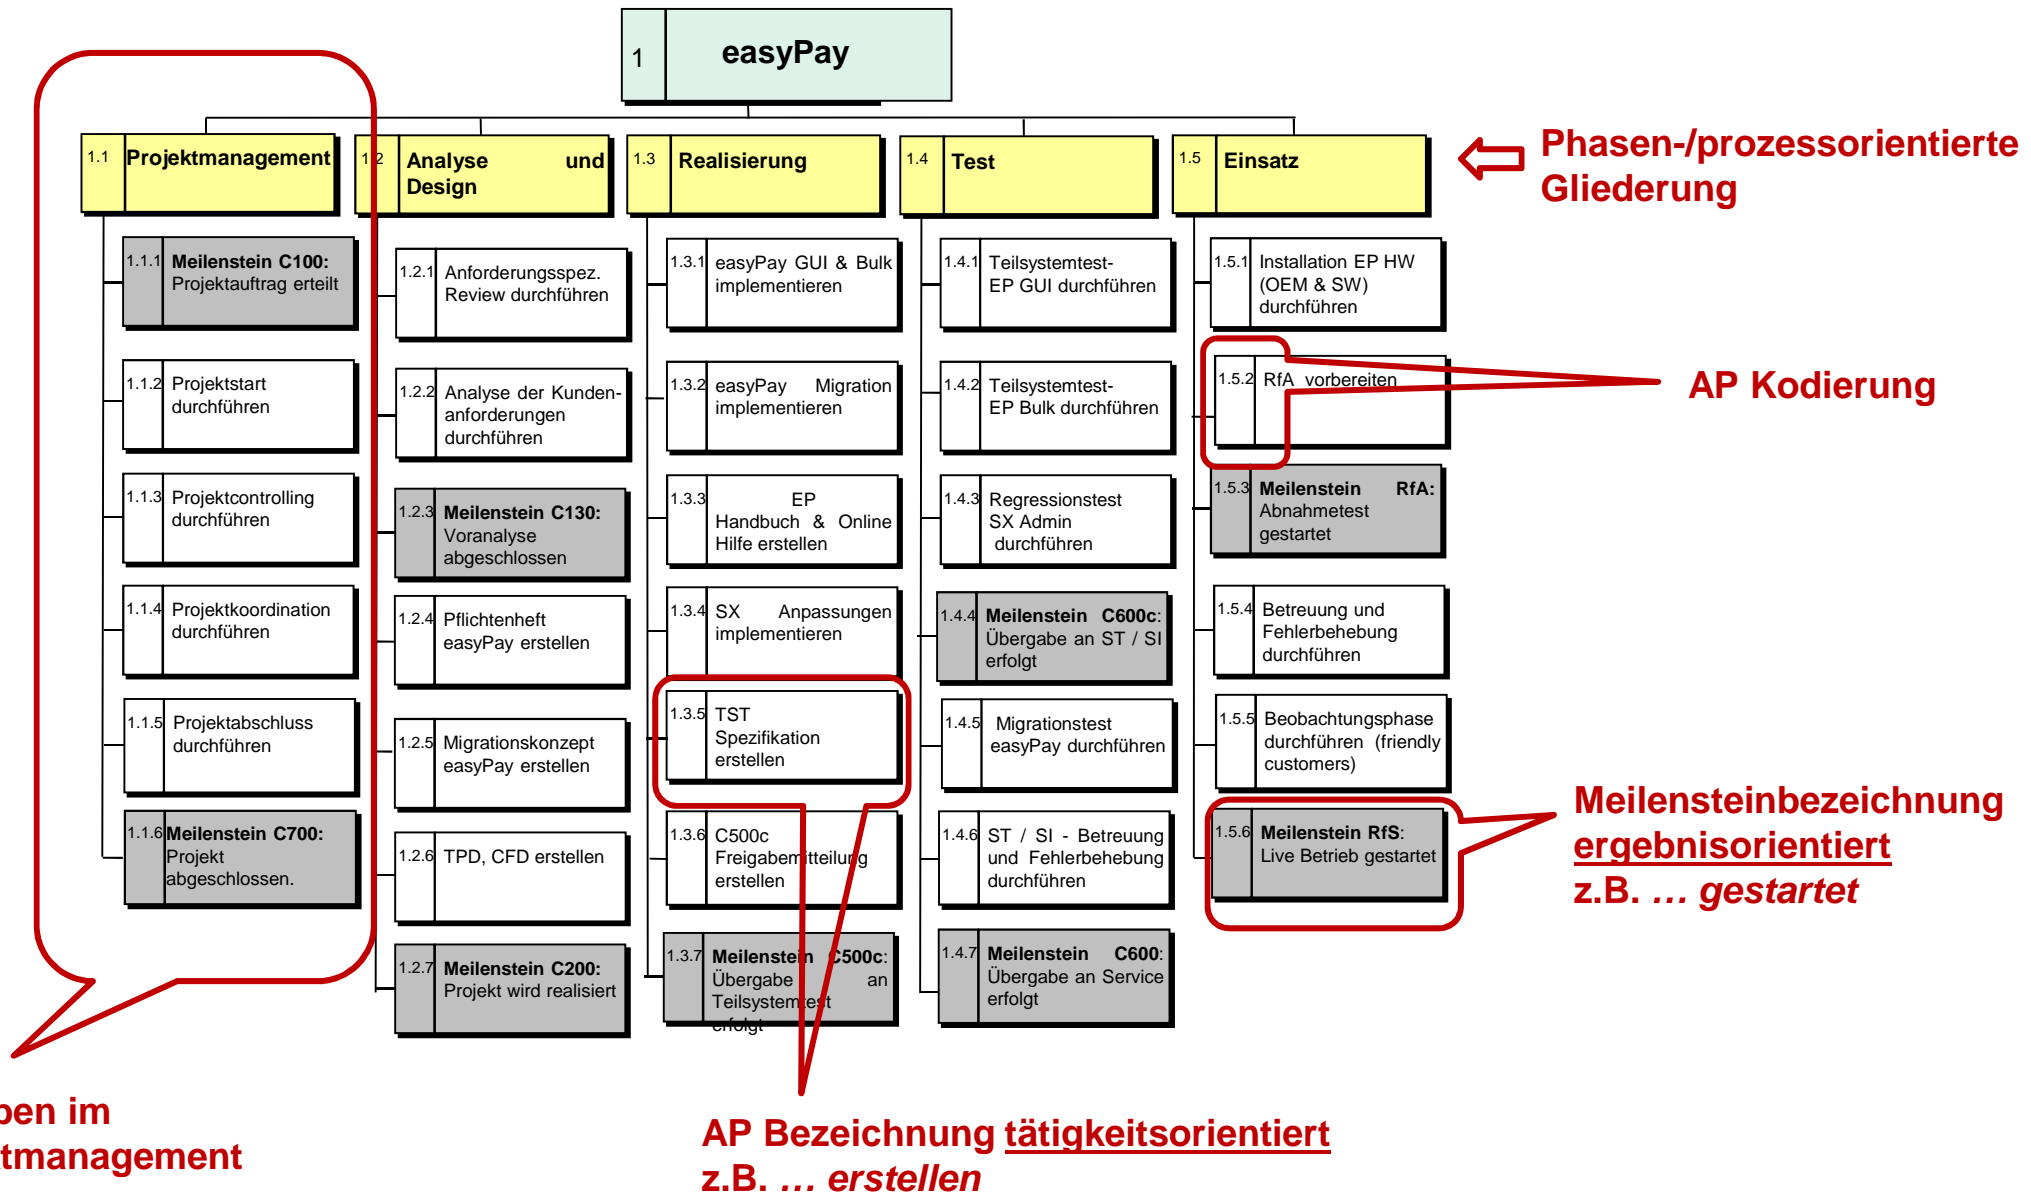 1 easyPay
1.1 Projektmanagement
1.1.1 Meilenstein C100:
Projektauftrag erteilt
1.1.2 Projektstart
durchführen
1.1.3 Projektcontrolling
durchführen
1.1.4 Projektkoordination
durchführen
1.1.5 Projektabschluss
durchführen
1.1.6 Meilenstein C700:
Projekt
abgeschlossen.
1.2 Analyse und
Design
1.2.1 Anforderungsspez.
Review durchführen
1.2.2 Analyse der Kunden-
anforderungen
durchführen
1.2.3 Meilenstein C130:
Voranalyse
abgeschlossen
1.2.4 Pflichtenheft
easyPay erstellen
1.2.5 Migrationskonzept
easyPay erstellen
1.2.6 TPD, CFD erstellen
1.2.7 Meilenstein C200:
Projekt wird realisiert
1.3 Realisierung
1.3.1 easyPay GUI & Bulk
implementieren
1.3.2 easyPay Migration
implementieren
1.3.3 EP
Handbuch & Online
Hilfe erstellen
1.3.4 SX Anpassungen
implementieren
1.3.5 TST
Spezifikation
erstellen
1.3.6 C500c
Freigabemitteilung
erstellen
1.3.7 Meilenstein C500c:
Übergabe an
Teilsystemtest
erfolgt
1.4 Test
1.4.1 Teilsystemtest-
EP GUI durchführen
1.4.2 Teilsystemtest-
EP Bulk durchführen
1.4.3 Regressionstest
SX Admin
durchführen
1.4.4 Meilenstein C600c:
Übergabe an ST / SI
erfolgt
1.4.5 Migrationstest
easyPay durchführen
1.4.6 ST / SI - Betreuung
und Fehlerbehebung
durchführen
1.4.7 Meilenstein C600:
Übergabe an Service
erfolgt
1.5 Einsatz
1.5.1 Installation EP HW
(OEM & SW)
durchführen
1.5.2 RfA vorbereiten
1.5.3 Meilenstein RfA:
Abnahmetest
gestartet
1.5.4 Betreuung und
Fehlerbehebung
durchführen
1.5.5 Beobachtungsphase
durchführen (friendly
customers)
1.5.6 Meilenstein RfS:
Live Betrieb gestartet
Phasen-/prozessorientierte
Gliederung
AP Kodierung
Meilensteinbezeichnung
ergebnisorientiert
z.B. … gestartet
im
AP Bezeichnung tätigkeitsorientiert
z.B. … erstellen